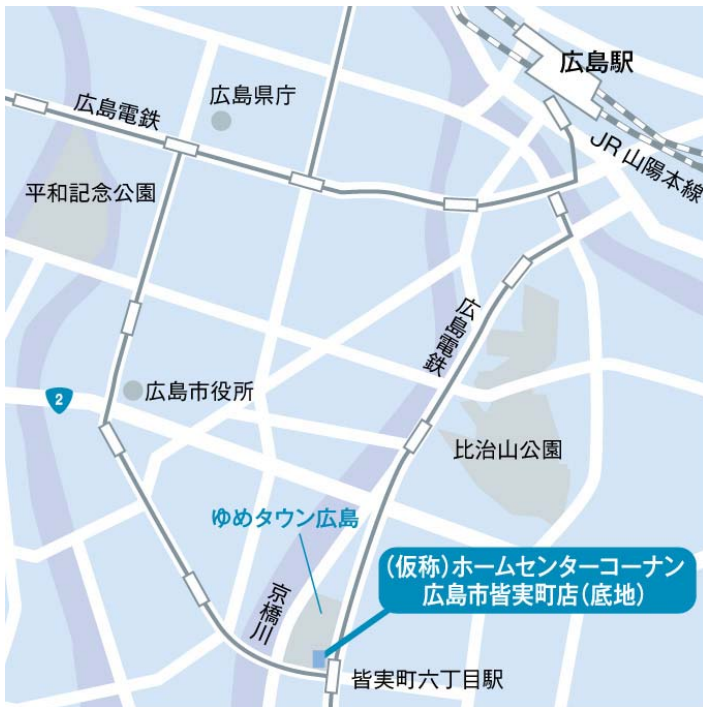 広島駅
広島電鉄
広島県庁
JR山陽本線
平和記念公園
広島電鉄
2
広島市役所
比治山公園
ゆめタウン広島
(仮称)ホームセンターコーナン
広島市皆実町店(底地)
京橋川
皆実町六丁目駅